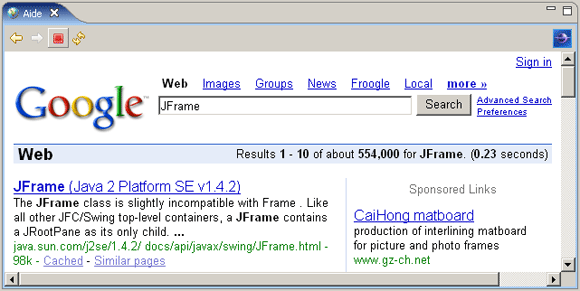 Aide
Sign in
Google™
Web Images Groups News Froogle Local more »
JFrame Search Advanced Search
Preferences
Web Results 1 - 10 of about 554,000 for JFrame. (0.23 seconds)
JFrame (Java 2 Platform SE v1.4.2)
The JFrame class is slightly incompatible with Frame . Like
all other JFC/Swing top-level containers, a JFrame contains
a JRootPane as its only child. ...
java.sun.com/j2se/1.4.2/ docs/api/javax/swing/JFrame.html -
98k - Cached - Similar pages
Sponsored Links
CaiHong matboard
production of interlining matboard
for picture and photo frames
www.gz-ch.net